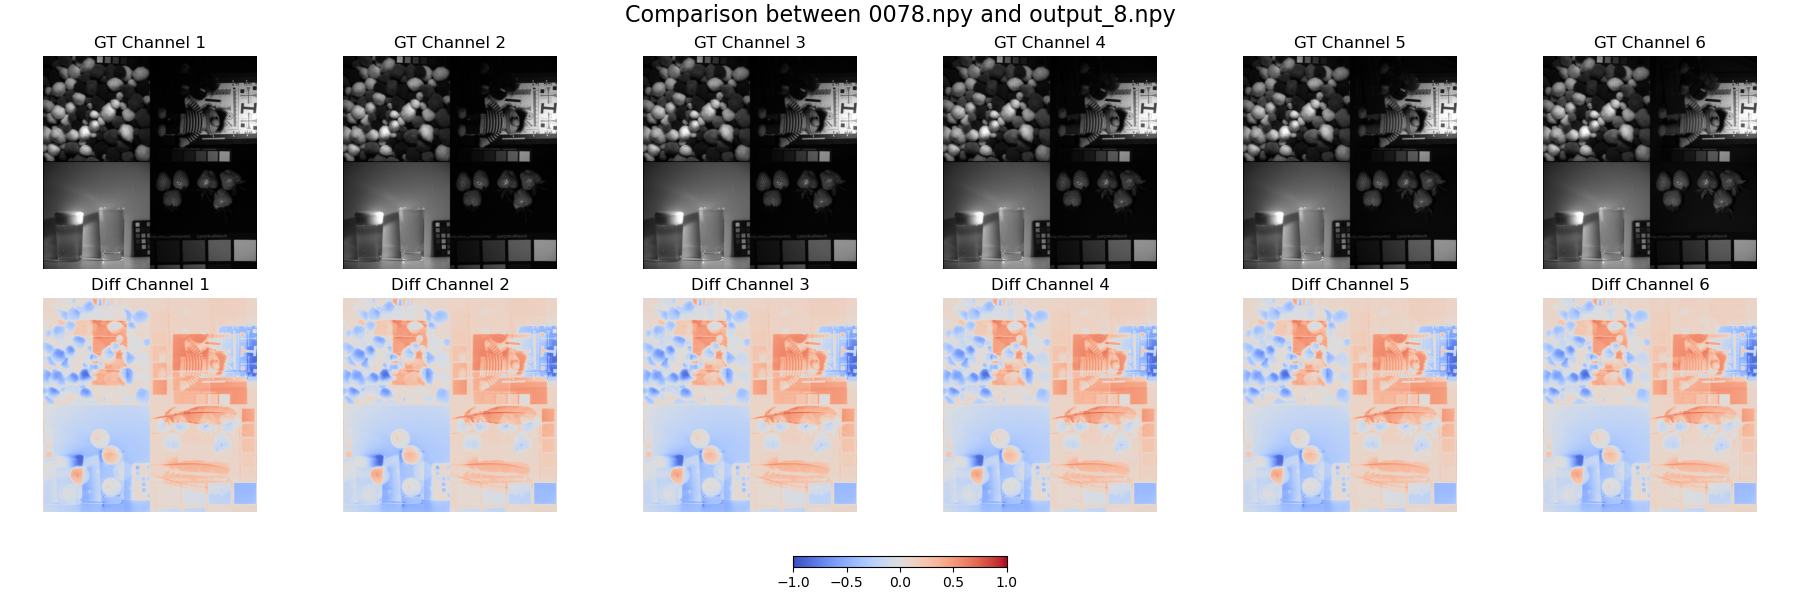 Comparison between 0078.npy and output_8.npy
GT Channel 1
GT Channel 2
GT Channel 3
GT Channel 4
GT Channel 5
GT Channel 6
Diff Channel 1
Diff Channel 2
Diff Channel 3
Diff Channel 4
Diff Channel 5
Diff Channel 6
−1.0 −0.5 0.0 0.5 1.0